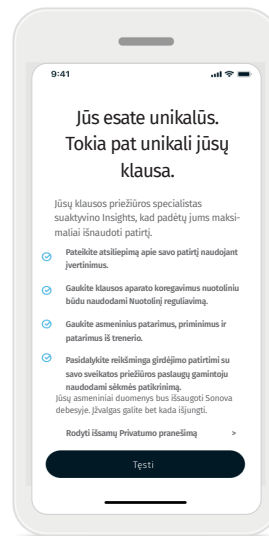 9:41
Jūs esate unikalūs.
Tokia pat unikali jūsų
klausa.
Jūsų klausos priežiūros specialistas
suaktyvino Insights, kad padėtų jums maksi-
maliai išnaudoti patirtį.
Pateikite atsiliepimą apie savo patirtį naudojant
įvertinimus.
Gaukite klausos aparato koregavimus nuotoliniu
būdu naudodami Nuotolinį reguliavimą.
Gaukite asmeninius patarimus, priminimus ir
patarimus iš trenerio.
Pasidalykite reikšminga girdėjimo patirtimi su
savo sveikatos priežiūros paslaugų gamintoju
naudodami sėkmės patikrinimą.
Jūsų asmeniniai duomenys bus išsaugoti Sonova
debesyje. Įžvalgas galite bet kada išjungti.
Rodyti išsamų Privatumo pranešimą >
Tęsti